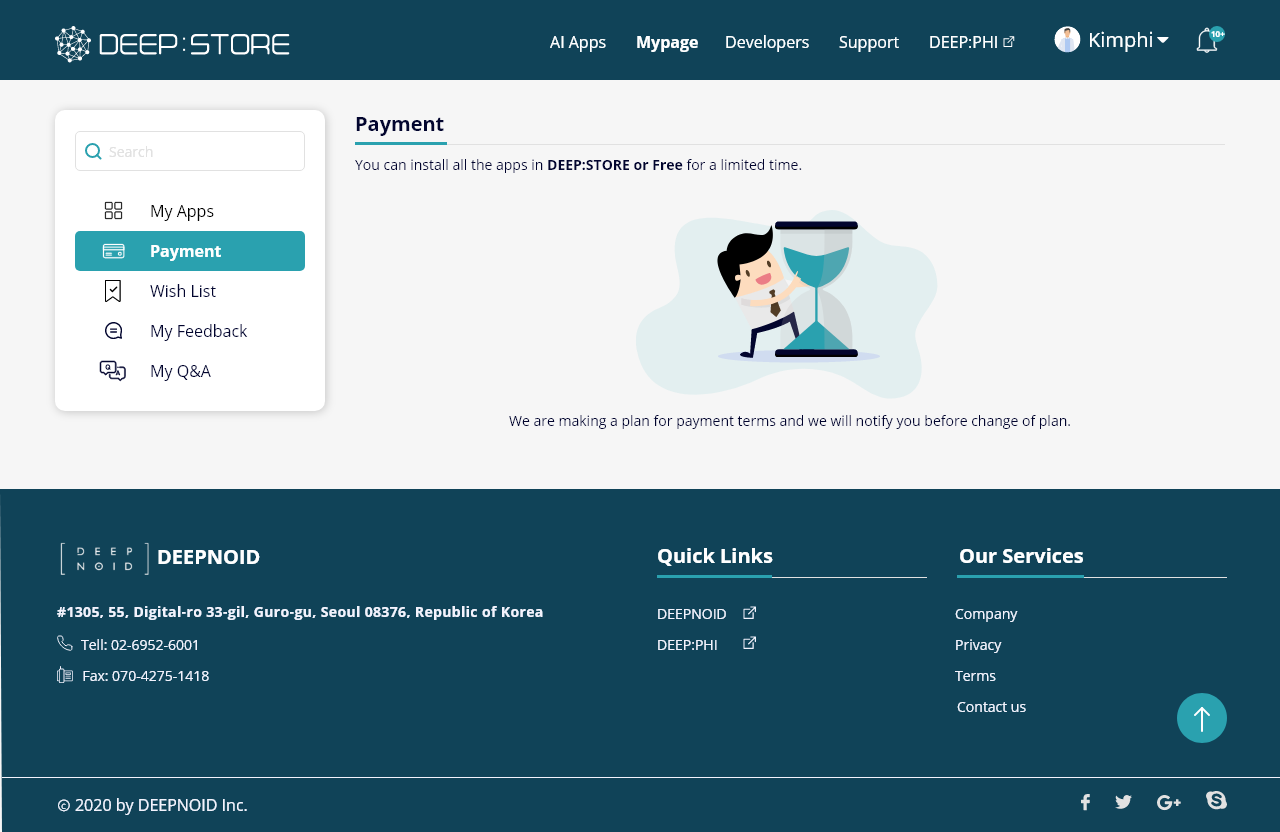 DEEP:STORE
AI Apps Mypage Developers Support DEEP:PHI Kimphi 10+
Search
My Apps
Payment
Wish List
My Feedback
My Q&A
Payment
You can install all the apps in DEEP:STORE or Free for a limited time.
We are making a plan for payment terms and we will notify you before change of plan.
DEEP
NOID
DEEPNOID
#1305, 55, Digital-ro 33-gil, Guro-gu, Seoul 08376, Republic of Korea
Tell: 02-6952-6001
Fax: 070-4275-1418
Quick Links
DEEPNOID
DEEP:PHI
Our Services
Company
Privacy
Terms
Contact us
© 2020 by DEEPNOID Inc.